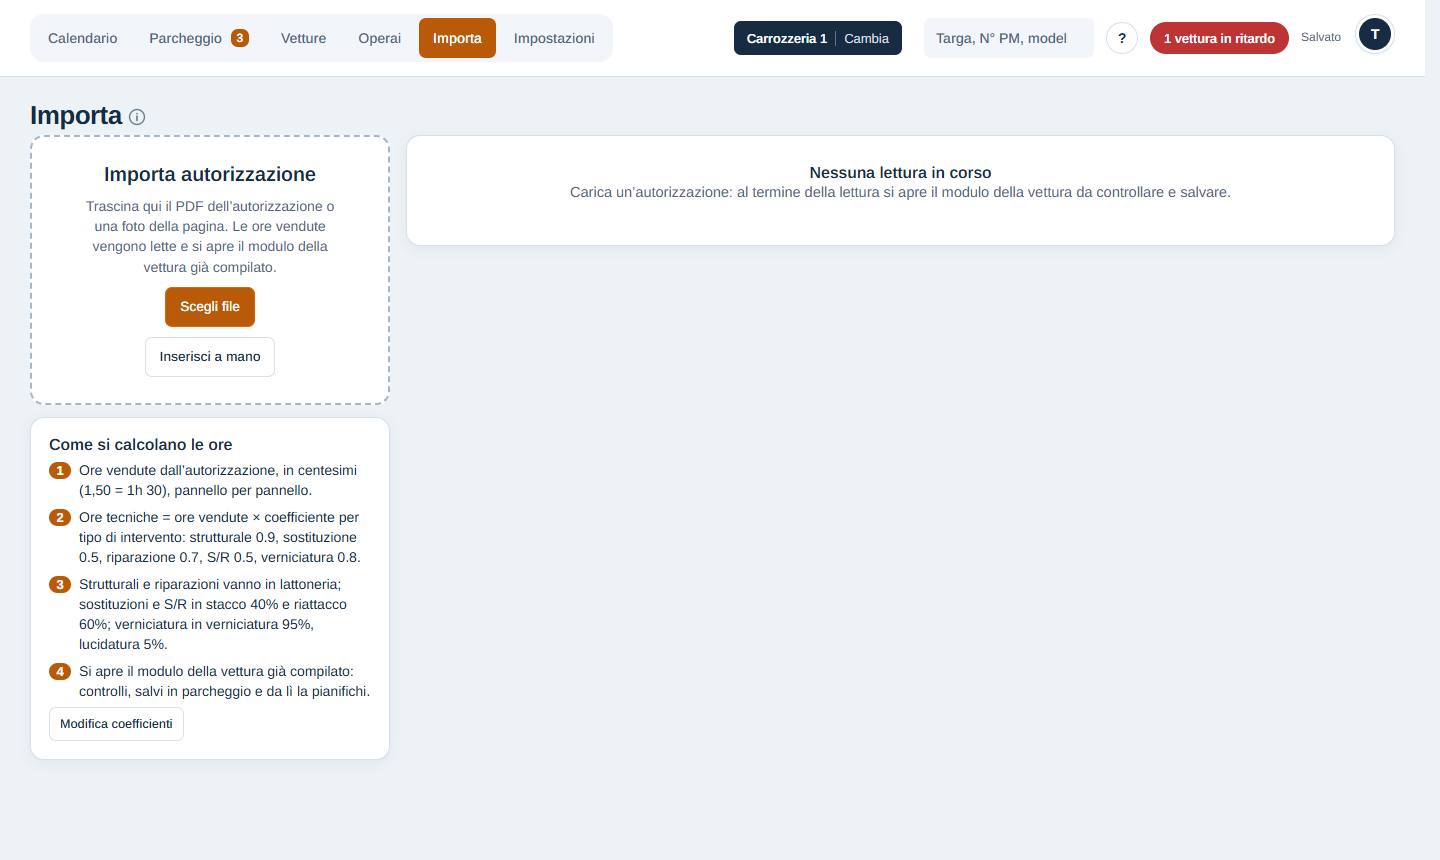 Calendario
Parcheggio 3
Vetture
Operai
Importa
Impostazioni
Carrozzeria 1 | Cambia
Targa, N° PM, model
?
1 vettura in ritardo
Salvato
T
Importa
Importa autorizzazione
Trascina qui il PDF dell'autorizzazione o
una foto della pagina. Le ore vendute
vengono lette e si apre il modulo della
vettura già compilato.
Scegli file
Inserisci a mano
Nessuna lettura in corso
Carica un'autorizzazione: al termine della lettura si apre il modulo della vettura da controllare e salvare.
Come si calcolano le ore
1 Ore vendute dall'autorizzazione, in centesimi
(1,50 = 1h 30), pannello per pannello.
2 Ore tecniche = ore vendute × coefficiente per
tipo di intervento: strutturale 0.9, sostituzione
0.5, riparazione 0.7, S/R 0.5, verniciatura 0.8.
3 Strutturali e riparazioni vanno in lattoneria;
sostituzioni e S/R in stacco 40% e riattacco
60%; verniciatura in verniciatura 95%,
lucidatura 5%.
4 Si apre il modulo della vettura già compilato:
controlli, salvi in parcheggio e da lì la pianifichi.
Modifica coefficienti